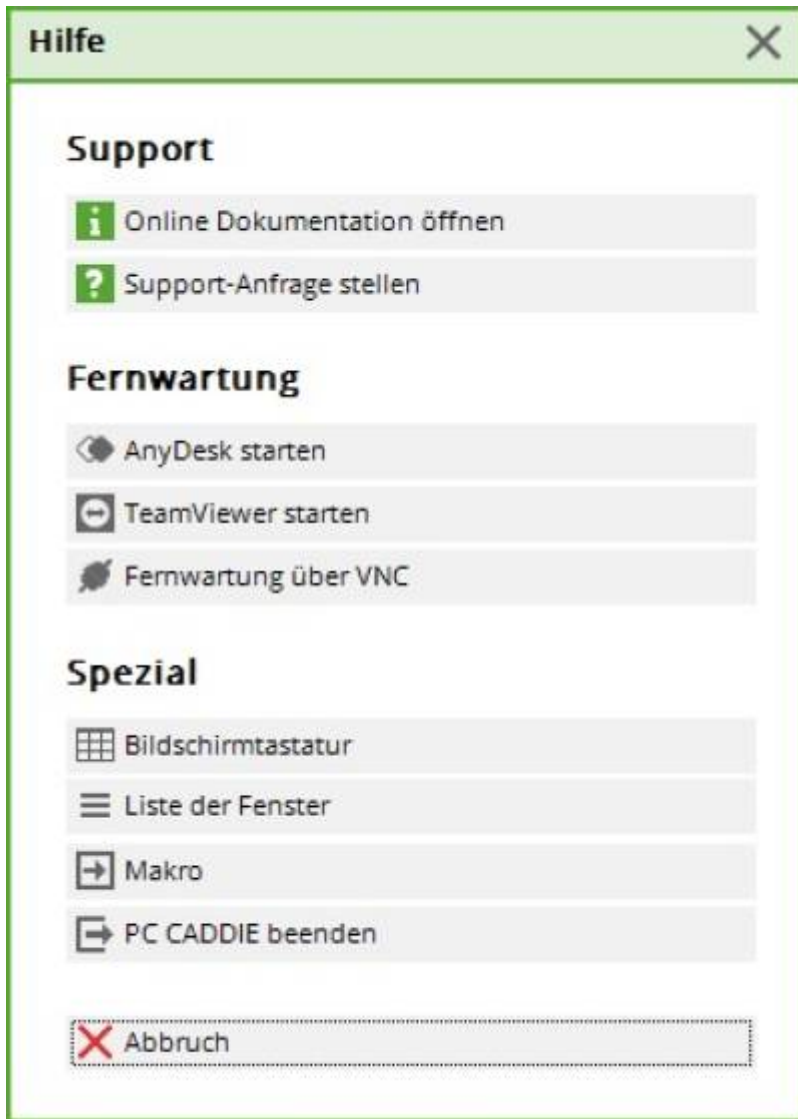 Hilfe
Support
Online Dokumentation öffnen
Support-Anfrage stellen
Fernwartung
AnyDesk starten
TeamViewer starten
Fernwartung über VNC
Spezial
Bildschirmtastatur
Liste der Fenster
Makro
PC CADDIE beenden
Abbruch